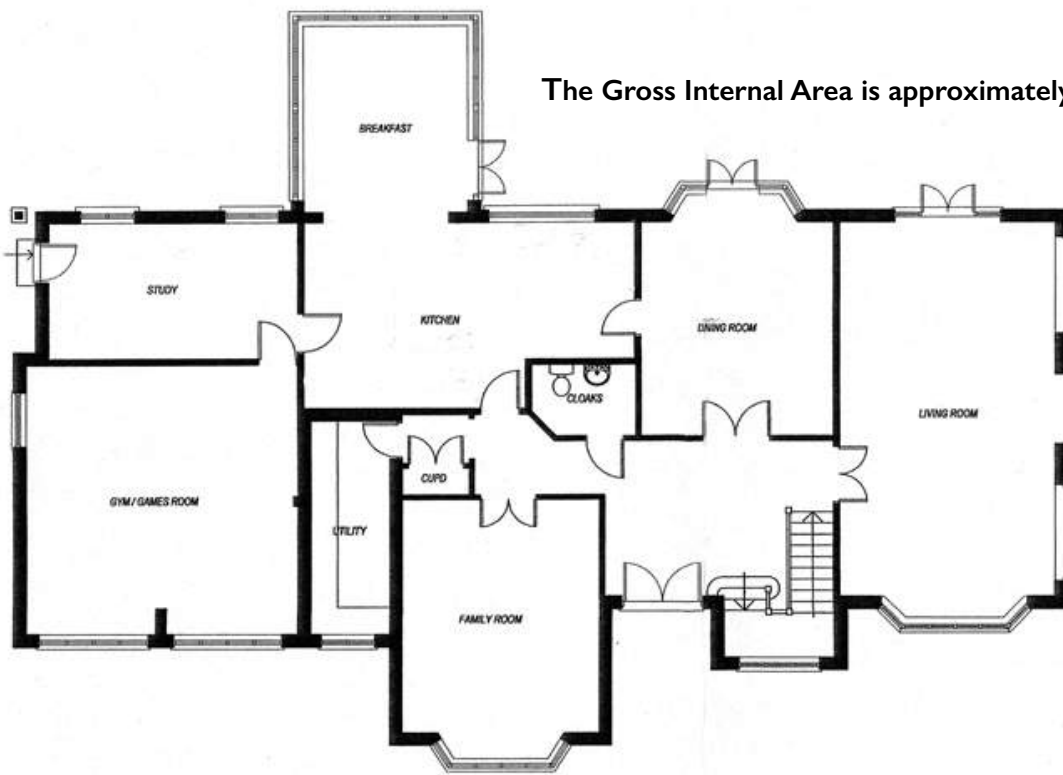 The Gross Internal Area is approximately
BREAKFAST
STUDY
KITCHEN
DINING ROOM
CLOAKS
LIVING ROOM
CUPD
GYM / GAMES ROOM
UTILITY
FAMILY ROOM